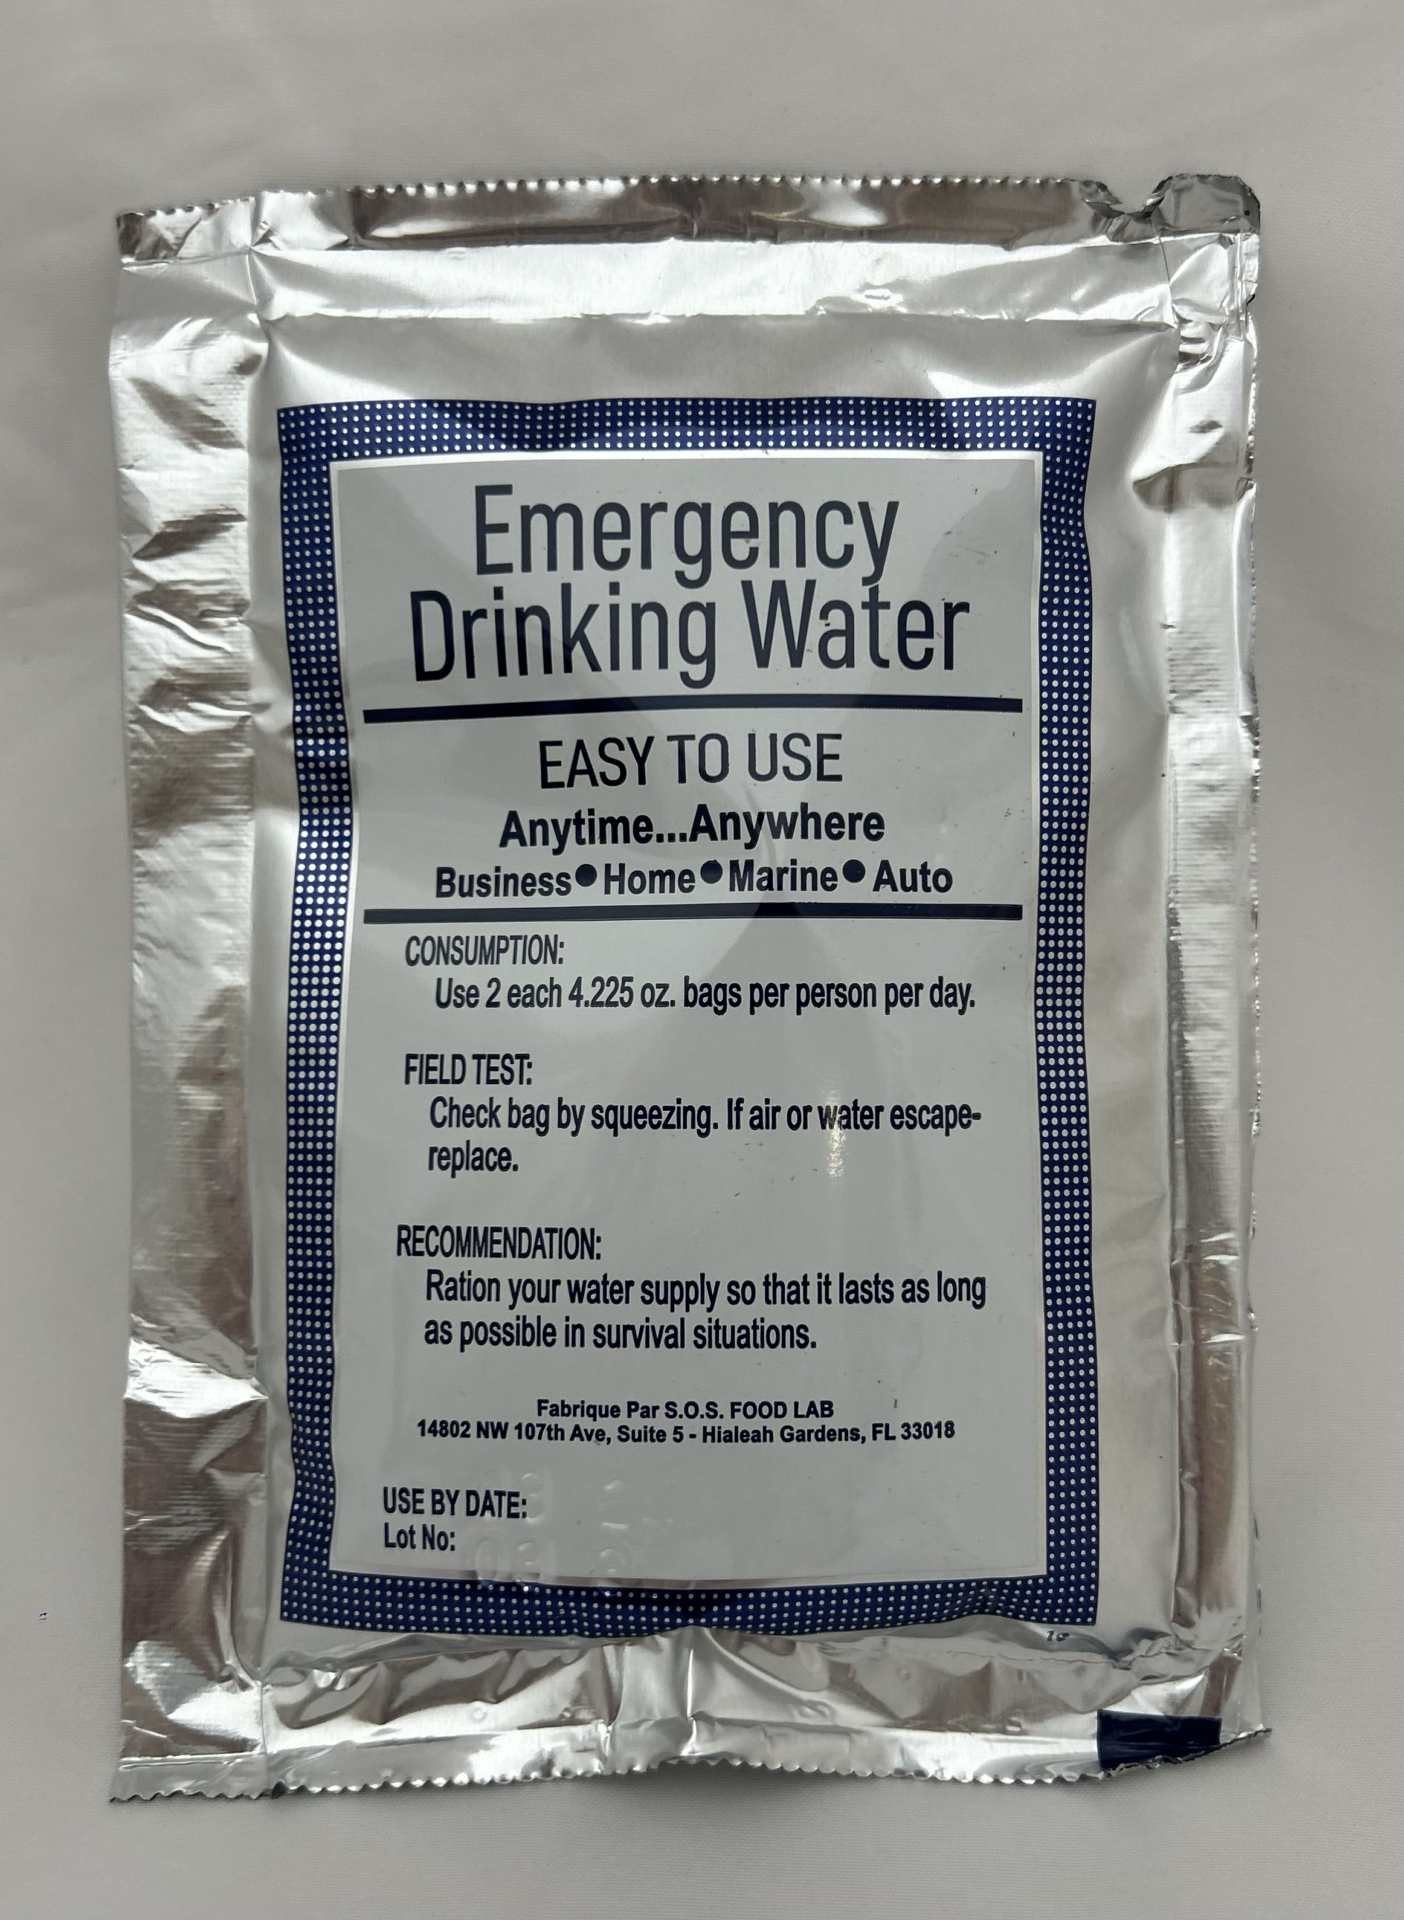 Emergency
Drinking Water
EASY TO USE
Anytime...Anywhere
Business●Home●Marine●Auto
CONSUMPTION:
Use 2 each 4.225 oz. bags per person per day.
FIELD TEST:
Check bag by squeezing. If air or water escape-
replace.
RECOMMENDATION:
Ration your water supply so that it lasts as long
as possible in survival situations.
Fabrique Par S.O.S. FOOD LAB
14802 NW 107th Ave, Suite 5 - Hialeah Gardens, FL 33018
USE BY DATE:
Lot No: